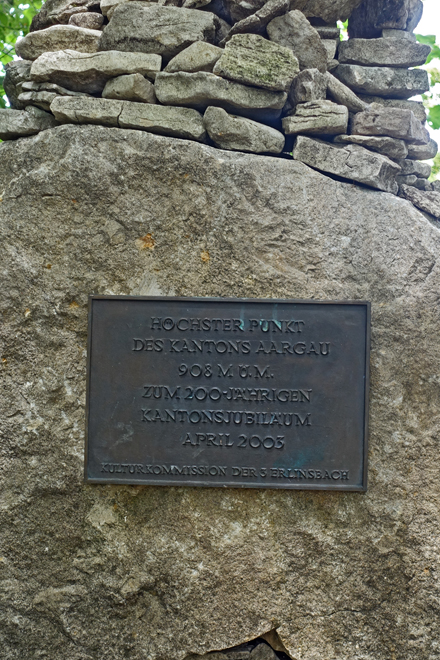 HÖCHSTER PUNKT
DES KANTONS AARGAU
908 M.Ü.M.
ZUM 200-JÄHRIGEN
KANTONSJUBILÄUM
APRIL 2003
KULTURKOMMISSION DER 3 ERLINSBACH